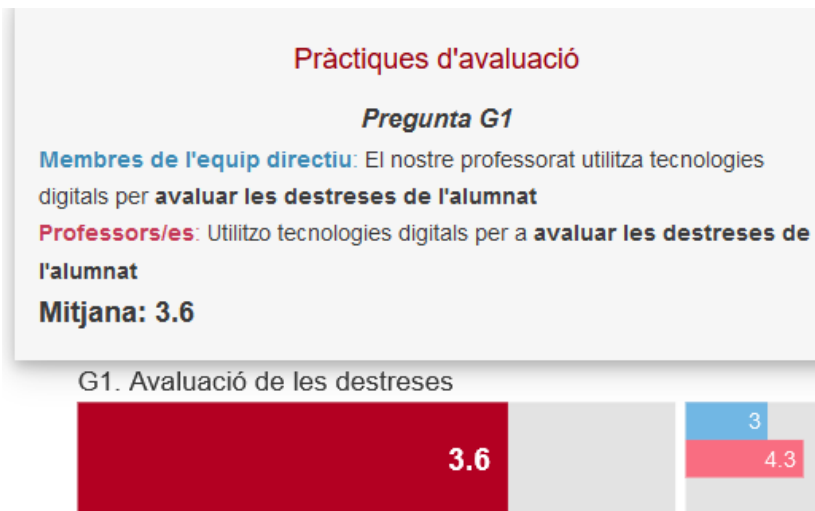 Pràctiques d'avaluació
Pregunta G1
Membres de l'equip directiu: El nostre professorat utilitza tecnologies
digitals per avaluar les destreses de l'alumnat
Professors/es: Utilitzo tecnologies digitals per a avaluar les destreses de
l'alumnat
Mitjana: 3.6
G1. Avaluació de les destreses
3
3.6
4.3